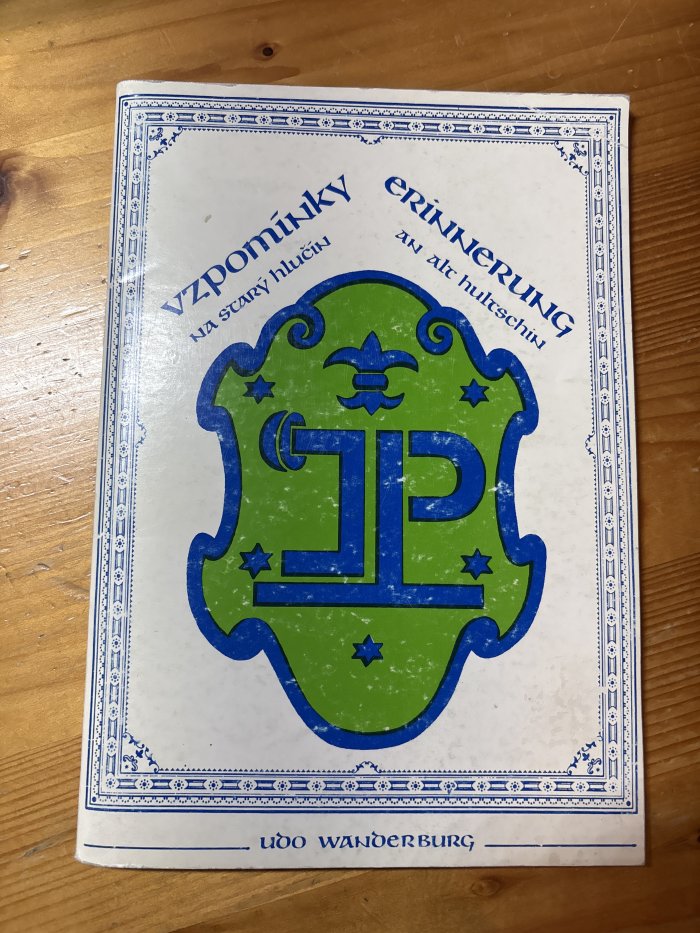 vzpomínky
na starý hlučín
erinnerung
an alt hultschin
udo wanderburg